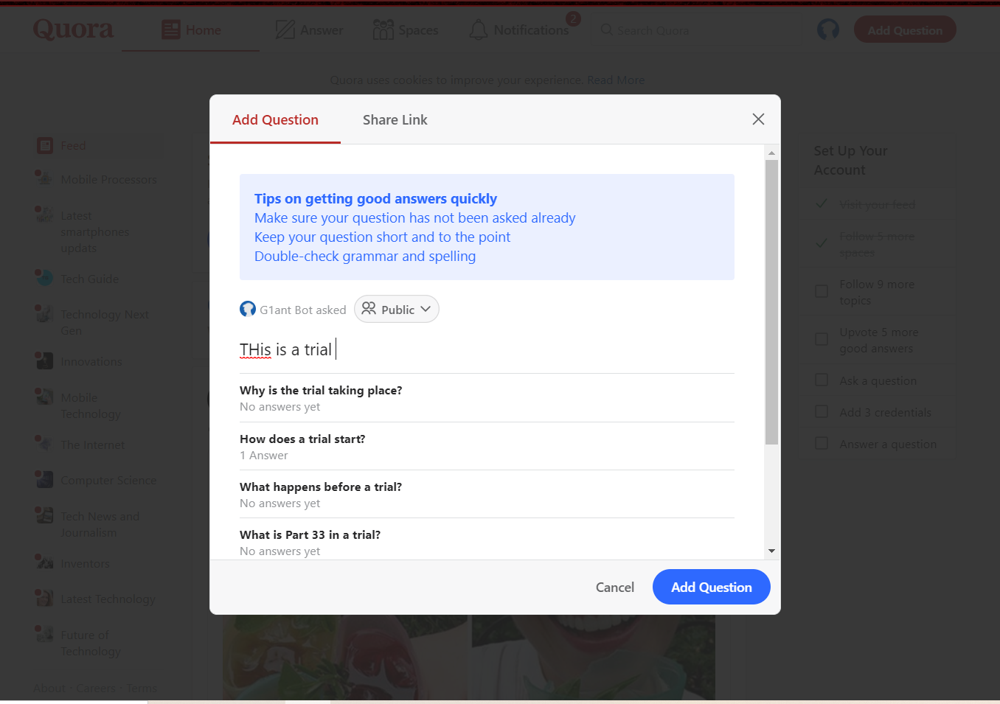 Quora
Home
Answer
Spaces
Notifications
2
Search Quora
Add Question
Quora uses cookies to improve your experience. Read More
Add Question
Share Link
Feed
Mobile Processors
Latest
smartphones
updats
Tech Guide
Technology Next
Gen
Innovations
Mobile
Technology
The Internet
Computer Science
Tech News and
Journalism
Inventors
Latest Technology
Future of
Technology
About · Careers · Terms
Tips on getting good answers quickly
Make sure your question has not been asked already
Keep your question short and to the point
Double-check grammar and spelling
G1ant Bot asked
Public
THis is a trial
Why is the trial taking place?
No answers yet
How does a trial start?
1 Answer
What happens before a trial?
No answers yet
What is Part 33 in a trial?
No answers yet
Cancel
Add Question
Set Up Your
Account
Visit your feed
Follow 5 more
spaces
Follow 9 more
topics
Upvote 5 more
good answers
Ask a question
Add 3 credentials
Answer a question